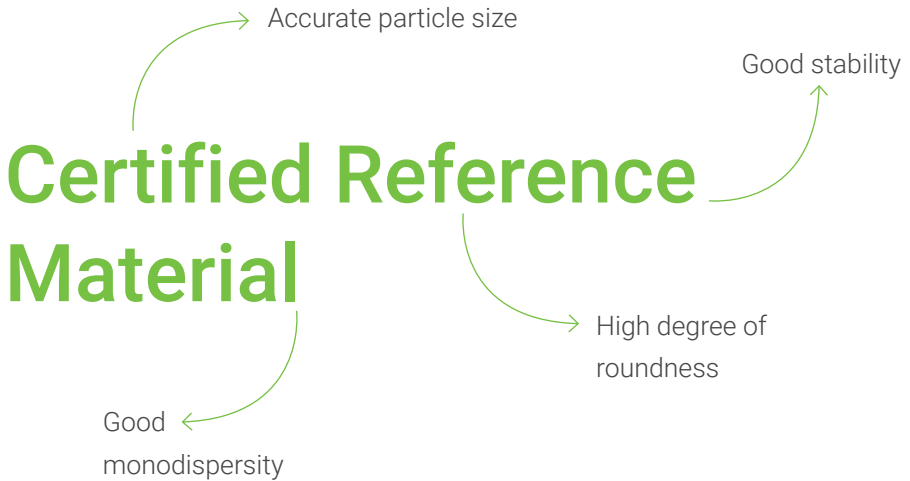 Accurate particle size
Good stability
Certified Reference
Material
High degree of
roundness
Good
monodispersity